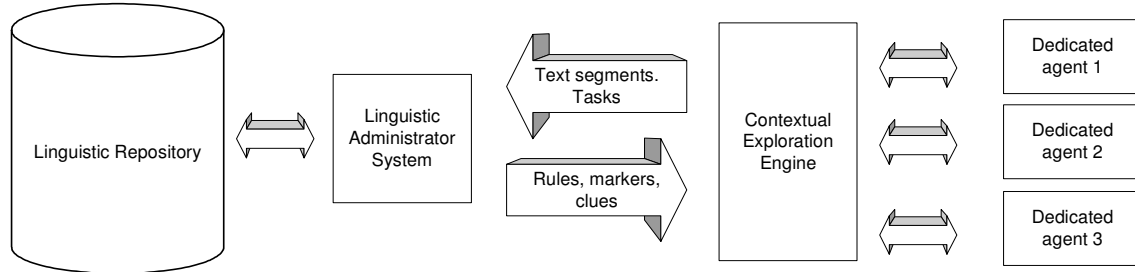 Linguistic Repository
Linguistic
Administrator
System
Text segments.
Tasks
Rules, markers,
clues
Contextual
Exploration
Engine
Dedicated
agent 1
Dedicated
agent 2
Dedicated
agent 3